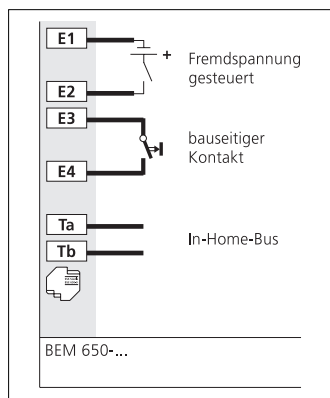 E1
+
Fremdspannung
gesteuert
E2
E3
bauseitiger
Kontakt
E4
Ta
In-Home-Bus
Tb
BEM 650-...